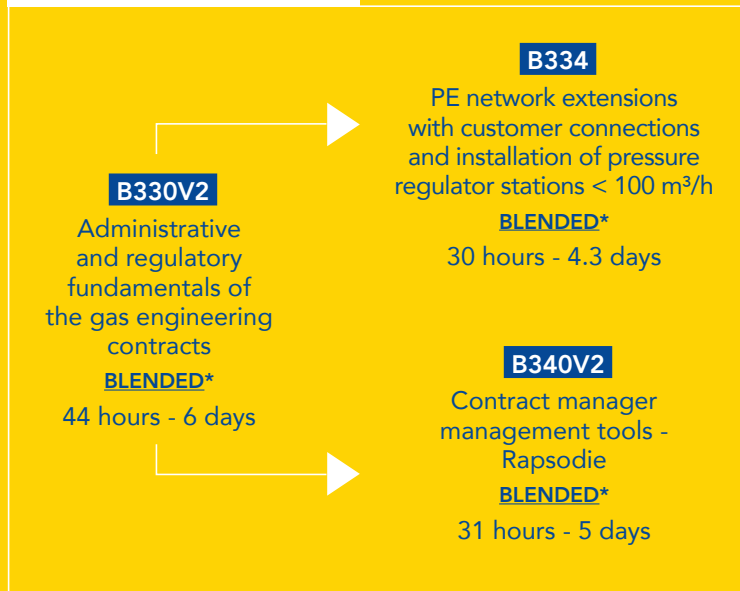 B330V2
Administrative
and regulatory
fundamentals of
the gas engineering
contracts
BLENDED*
44 hours - 6 days
B334
PE network extensions
with customer connections
and installation of pressure
regulator stations < 100 m³/h
BLENDED*
30 hours - 4.3 days
B340V2
Contract manager
management tools -
Rapsodie
BLENDED*
31 hours - 5 days